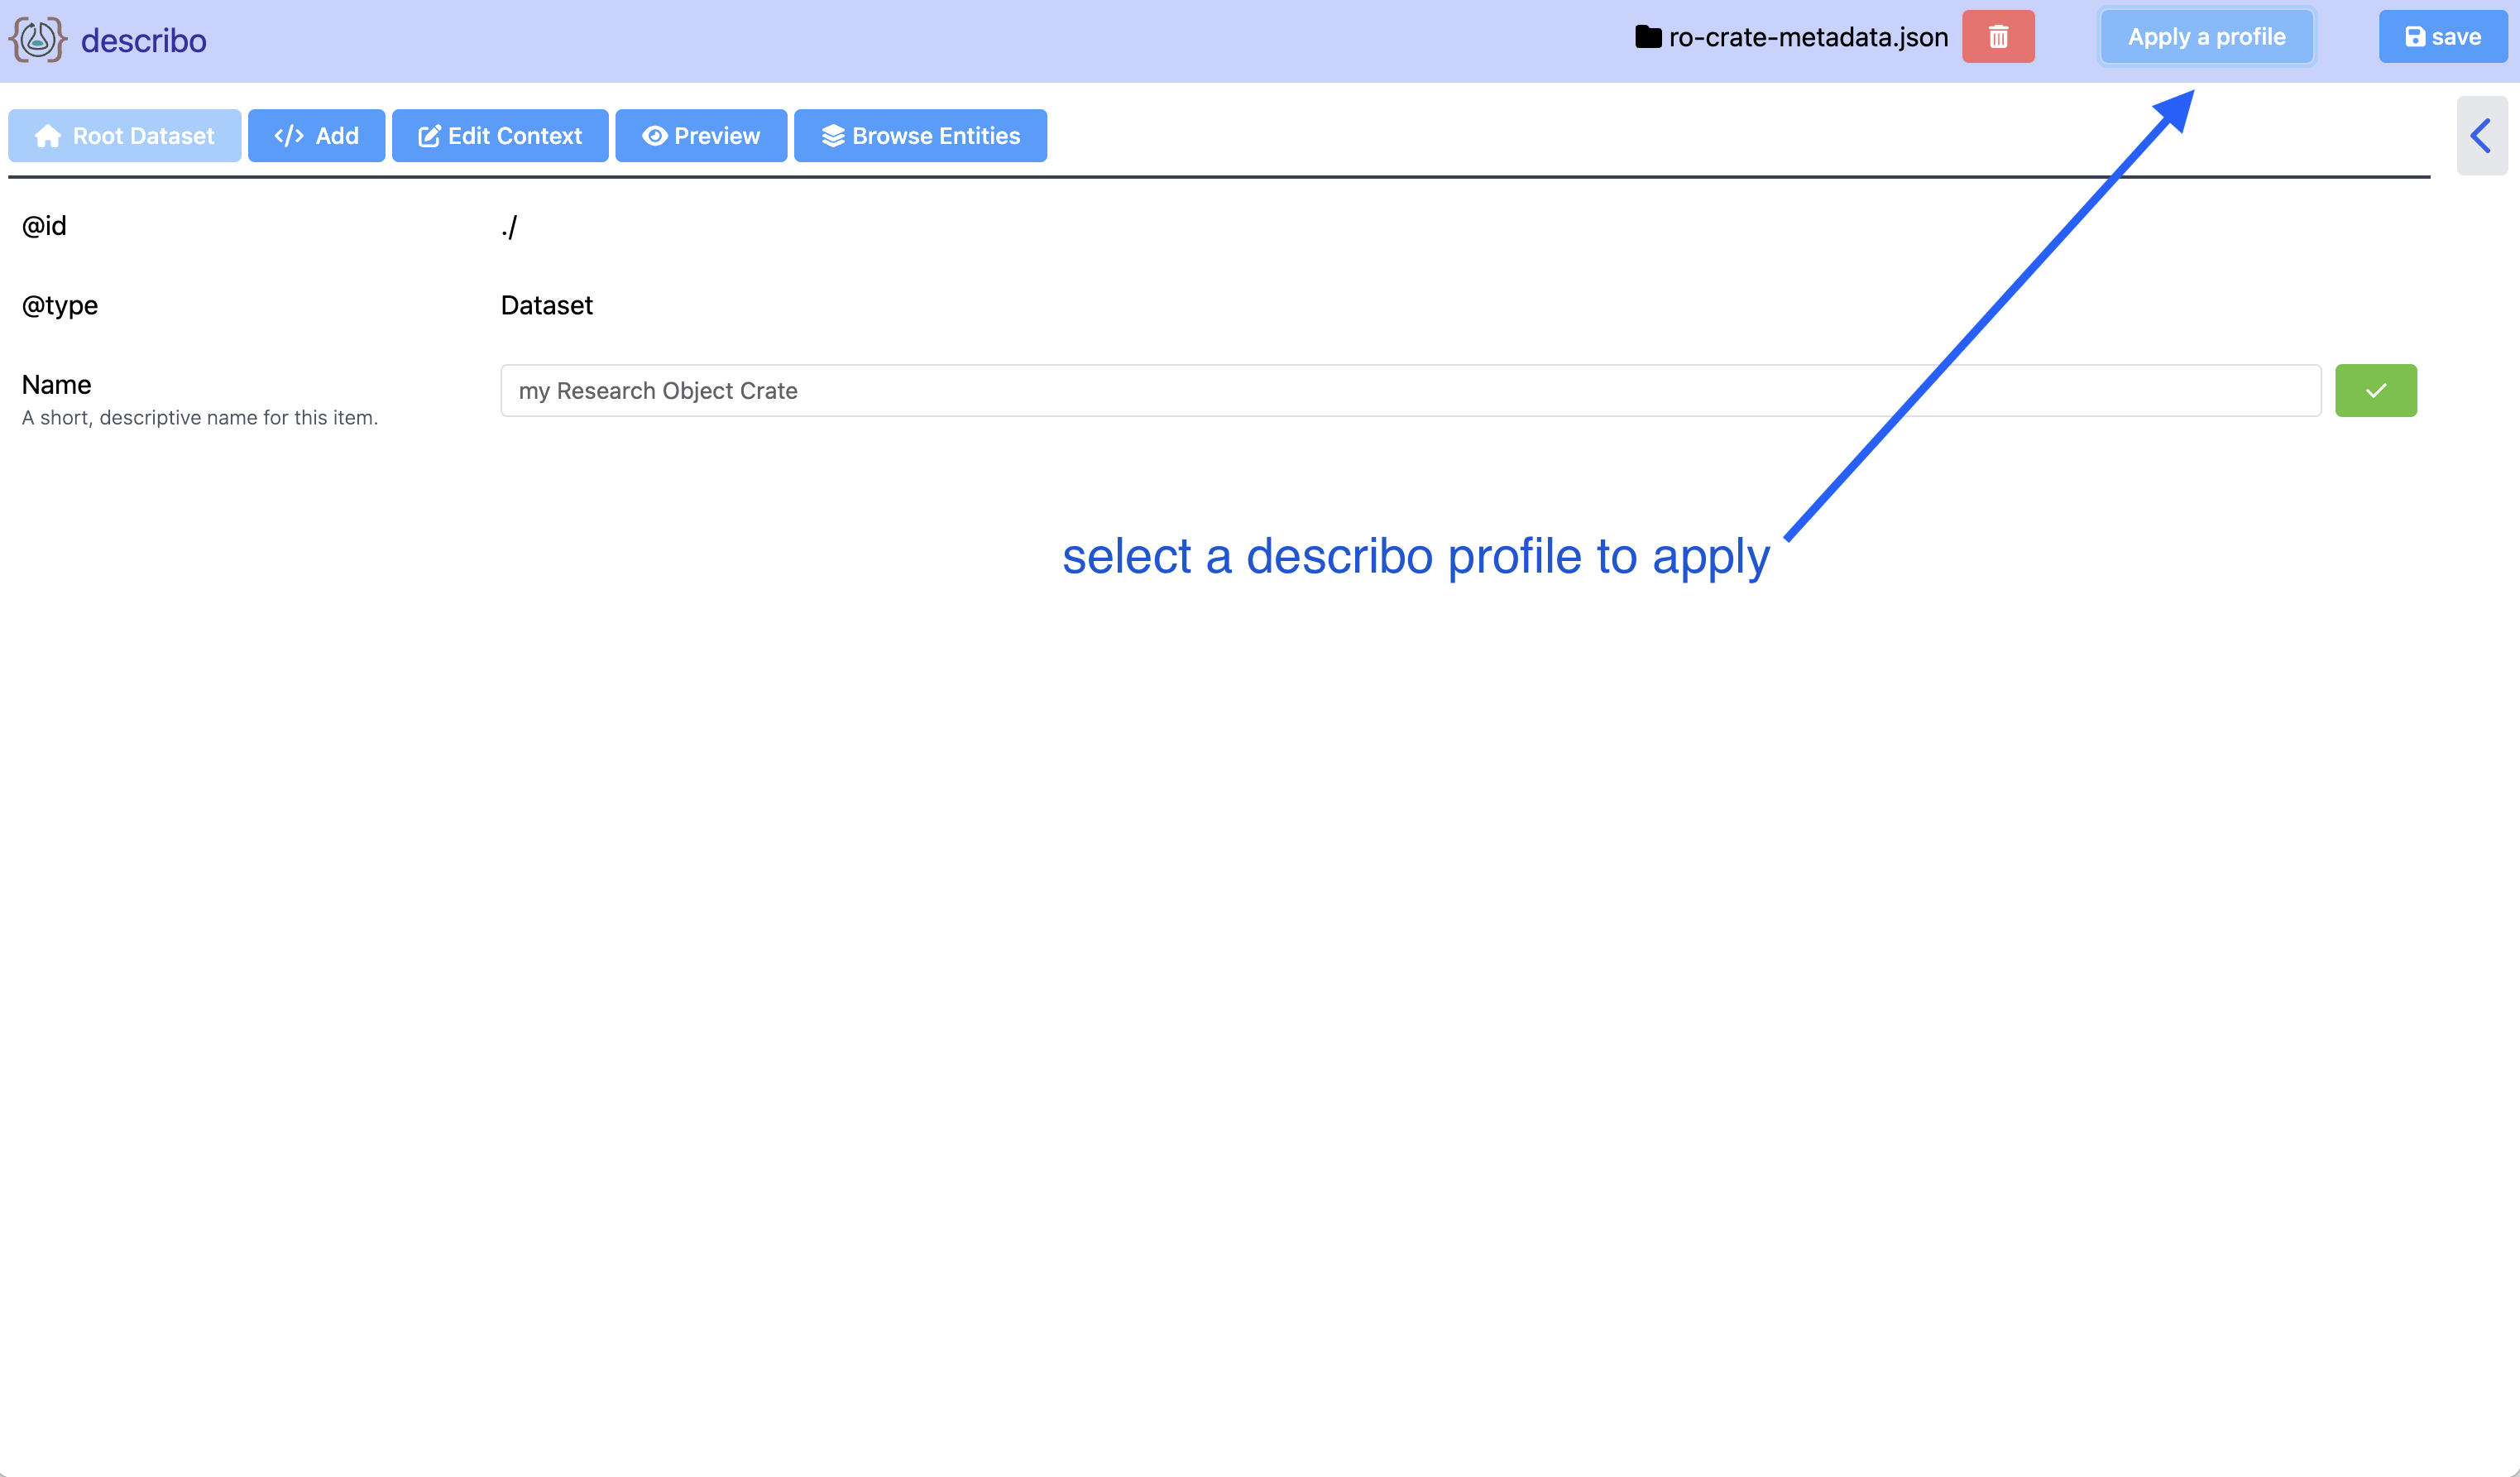 describo
ro-crate-metadata.json
Apply a profile
save
Root Dataset
</> Add
Edit Context
Preview
Browse Entities
@id
./
@type
Dataset
Name
A short, descriptive name for this item.
my Research Object Crate
select a describo profile to apply